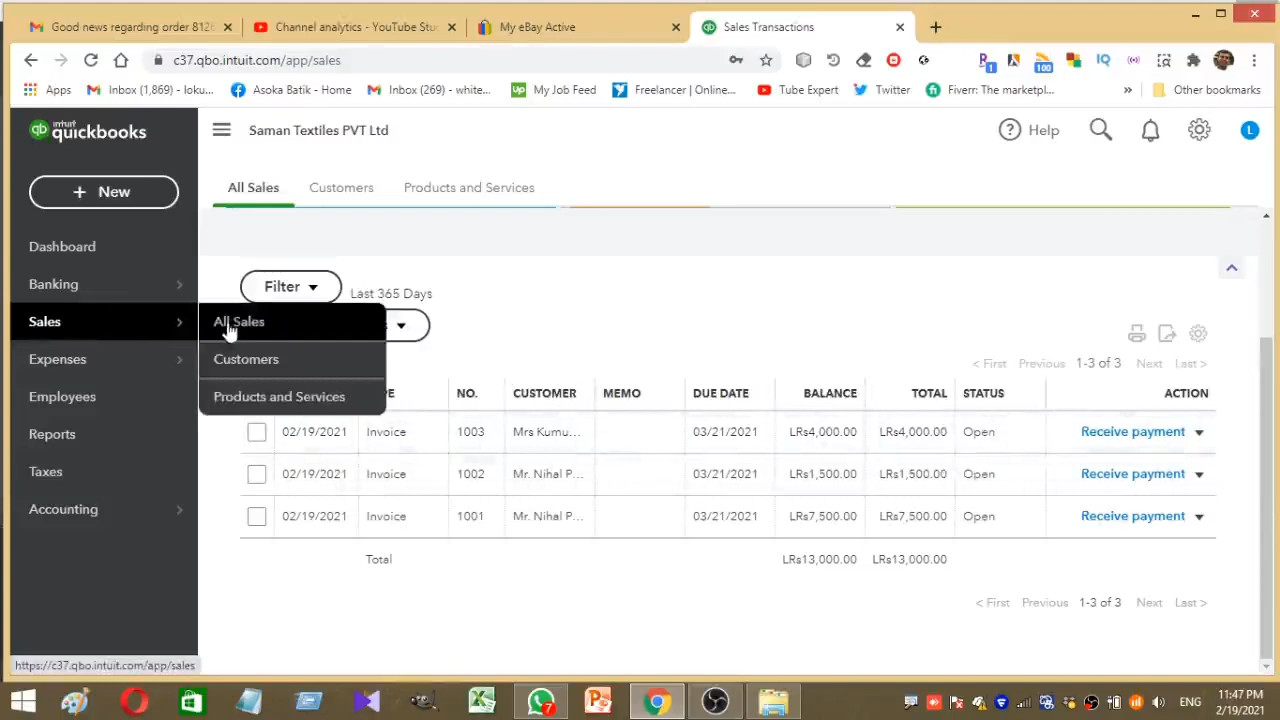 Good news regarding order 8126
Channel analytics - YouTube Stu
My eBay Active
Sales Transactions
c37.qbo.intuit.com/app/sales
1
100
IQ
Apps
Inbox (1,869) - loku...
Asoka Batik - Home
Inbox (269) - white...
My Job Feed
Freelancer | Online...
Tube Expert
Twitter
Fiverr: The marketpl...
»
Other bookmarks
intuit
quickbooks
Saman Textiles PVT Ltd
Help
L
+ New
All Sales
Customers
Products and Services
Dashboard
Banking
Sales
Expenses
Employees
Reports
Taxes
Accounting
All Sales
Customers
Products and Services
Filter
Last 365 Days
< First Previous 1-3 of 3 Next Last >
NO. CUSTOMER MEMO DUE DATE BALANCE TOTAL STATUS ACTION
02/19/2021 Invoice 1003 Mrs Kumu... 03/21/2021 LRs4,000.00 LRs4,000.00 Open Receive payment
02/19/2021 Invoice 1002 Mr. Nihal P... 03/21/2021 LRs1,500.00 LRs1,500.00 Open Receive payment
02/19/2021 Invoice 1001 Mr. Nihal P... 03/21/2021 LRs7,500.00 LRs7,500.00 Open Receive payment
Total LRs13,000.00 LRs13,000.00
< First Previous 1-3 of 3 Next Last >
https://c37.qbo.intuit.com/app/sales
7
ENG
11:47 PM
2/19/2021